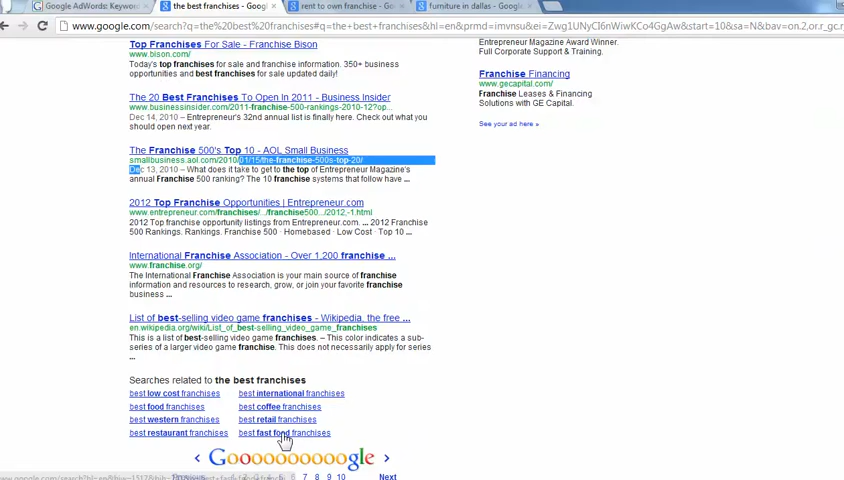 Google AdWords: Keyword
the best franchises - Googl
rent to own franchise - Go
furniture in dallas - Google
www.google.com/search?q=the%20best%20franchises#q=the+best+franchises&hl=en&prmd=imvnsu&ei=Zwg1UNyCI6nWiwKCo4GgAw&start=10&sa=N&bav=on.2,or.r_gc.r
Top Franchises For Sale - Franchise Bison
www.bison.com/
Today's top franchises for sale and franchise information. 350+ business
opportunities and best franchises for sale updated daily!
The 20 Best Franchises To Open In 2011 - Business Insider
www.businessinsider.com/2011-franchise-500-rankings-2010-12?op...
Dec 14, 2010 – Entrepreneur's 32nd annual list is finally here. Check out what you
should open next year.
The Franchise 500's Top 10 - AOL Small Business
smallbusiness.aol.com/2010/01/15/the-franchise-500s-top-20/
Dec 13, 2010 – What does it take to get to the top of Entrepreneur Magazine's
annual Franchise 500 ranking? The 10 franchise systems that follow have ...
2012 Top Franchise Opportunities | Entrepreneur.com
www.entrepreneur.com/franchises/.../franchise500.../2012,-1.html
2012 Top franchise opportunity listings from Entrepreneur.com. ... 2012 Franchise
500 Rankings. Rankings. Franchise 500 · Homebased · Low Cost · Top 10 ...
International Franchise Association - Over 1,200 franchise ...
www.franchise.org/
The International Franchise Association is your main source of franchise
information and resources to research, grow, or join your favorite franchise
business ...
List of best-selling video game franchises - Wikipedia, the free ...
en.wikipedia.org/wiki/List_of_best-selling_video_game_franchises
This is a list of best-selling video game franchises. – This color indicates a sub-
series of a larger video game franchise. This does not necessarily apply for series
...
Entrepreneur Magazine Award Winner.
Full Corporate Support & Training.
Franchise Financing
www.gecapital.com/
Franchise Leases & Financing
Solutions with GE Capital.
See your ad here »
Searches related to the best franchises
best low cost franchises
best international franchises
best food franchises
best coffee franchises
best western franchises
best retail franchises
best restaurant franchises
best fast food franchises
< Goooooooooogle >
7 8 9 10 Next